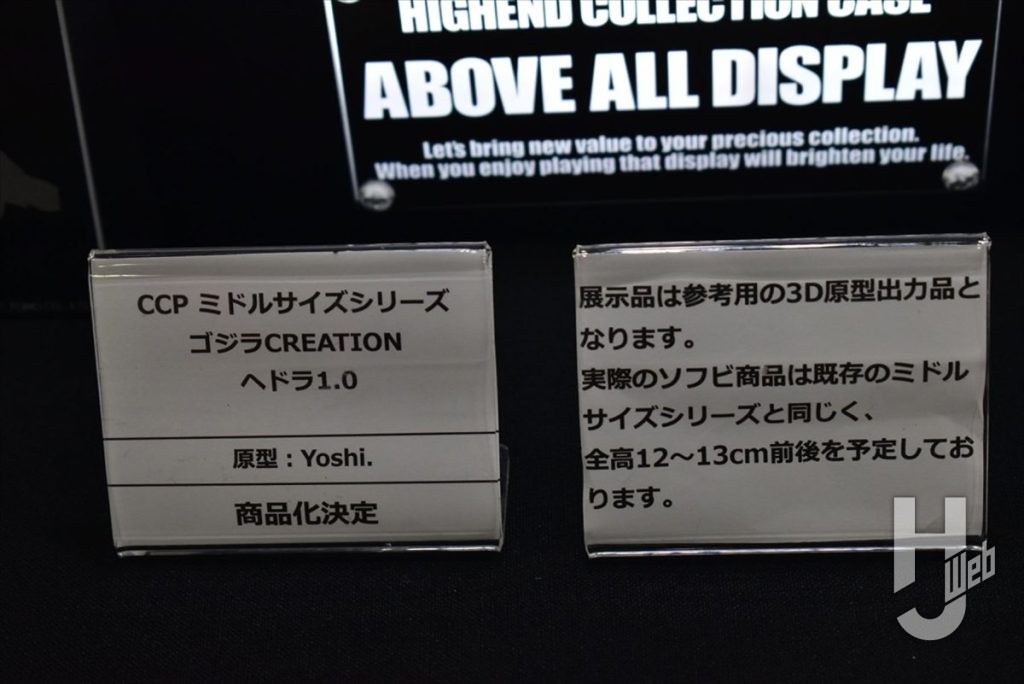 HIGHEND COLLECTION CASE
ABOVE ALL DISPLAY
Let's bring new value to your precious collection.
When you enjoy playing that display will brighten your life.
CCP ミドルサイズシリーズ
ゴジラCREATION
ヘドラ1.0
原型：Yoshi.
商品化決定
展示品は参考用の3D原型出力品と
なります。
実際のソフビ商品は既存のミドル
サイズシリーズと同じく、
全高12～13cm前後を予定してお
ります。
HJ Web